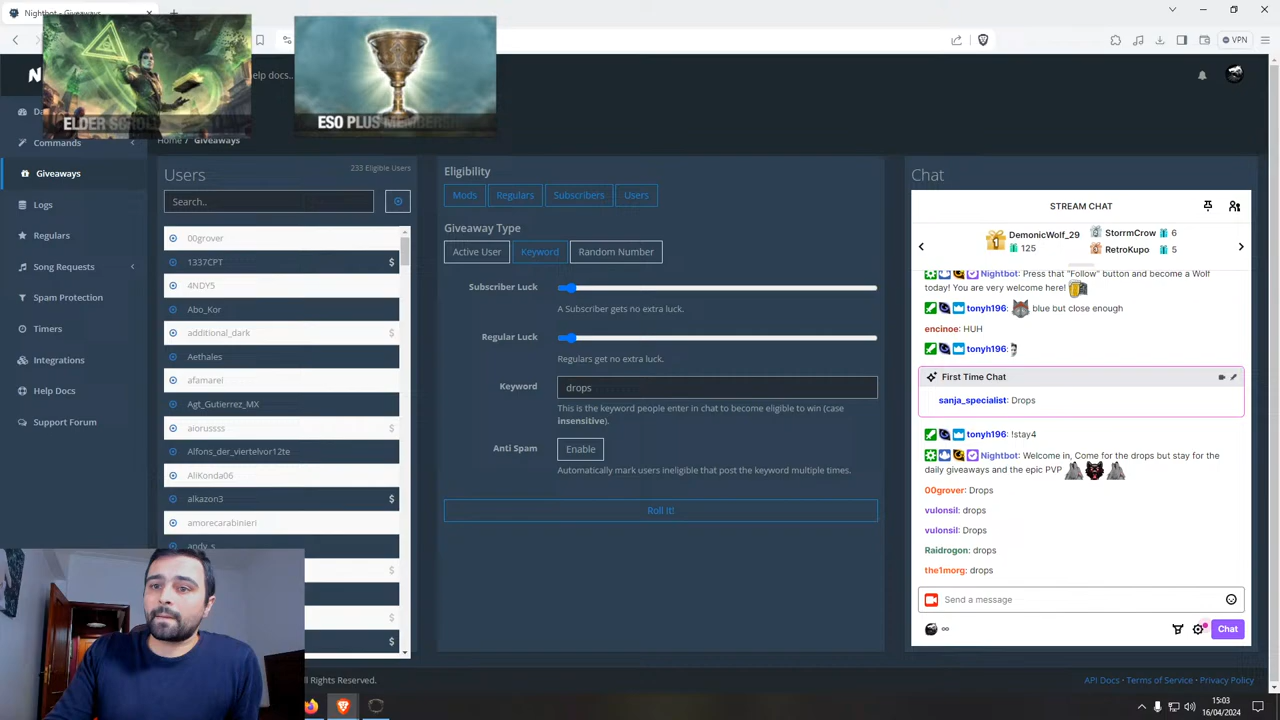 Nightbot - Giveaways
VPN
N
elp docs..
ELDER SCRO
ESO PLUS MEMBERSH
Da
Commands
Giveaways
Logs
Regulars
Song Requests
Spam Protection
Timers
Integrations
Help Docs
Support Forum
Home / Giveaways
Users
233 Eligible Users
Search..
00grover
1337CPT $
4NDY5
Abo_Kor
additional_dark $
Aethales
afamarei
Agt_Gutierrez_MX
aiorussss
Alfons_der_viertelvor12te
AliKonda06
alkazon3 $
amorecarabinieri
andy_s
$
$
$
Eligibility
Mods Regulars Subscribers Users
Giveaway Type
Active User Keyword Random Number
Subscriber Luck
A Subscriber gets no extra luck.
Regular Luck
Regulars get no extra luck.
Keyword drops
This is the keyword people enter in chat to become eligible to win (case
insensitive).
Anti Spam Enable
Automatically mark users ineligible that post the keyword multiple times.
Roll It!
Chat
STREAM CHAT
DemonicWolf_29
125
StorrmCrow 6
RetroKupo 5
Nightbot: Press that "Follow" button and become a Wolf
today! You are very welcome here!
tonyh196: blue but close enough
encinoe: HUH
tonyh196:
First Time Chat
sanja_specialist: Drops
tonyh196: !stay4
Nightbot: Welcome in, Come for the drops but stay for the
daily giveaways and the epic PVP
00grover: Drops
vulonsil: drops
vulonsil: Drops
Raidrogon: drops
the1morg: drops
Send a message
∞
Chat
ll Rights Reserved.
API Docs • Terms of Service • Privacy Policy
15:03
16/04/2024